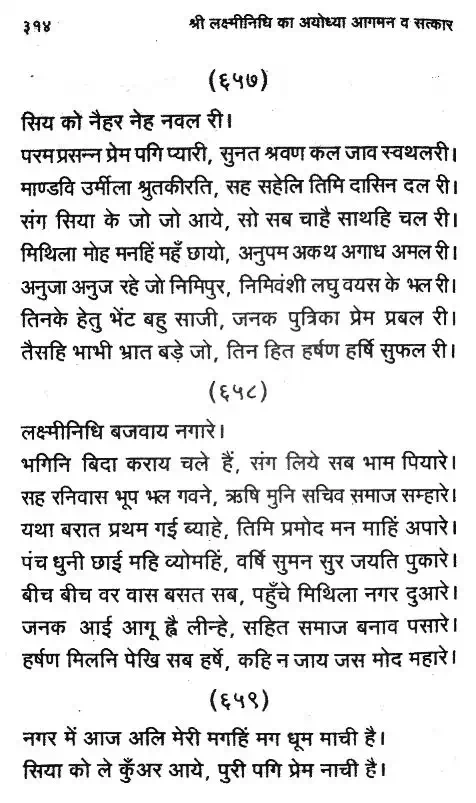 ३१४ श्री लक्ष्मीनिधि का अयोध्या आगमन व सत्कार
(६५७)
सिय को नैहर नेह नवल री।
परम प्रसन्न प्रेम पगि प्यारी, सुनत श्रवण कल जाव स्वथलरी।
माण्डवि उर्मीला श्रुतकीरति, सह सहेलि तिमि दासिन दल री।
संग सिया के जो जो आये, सो सब चाहै साथहि चल री।
मिथिला मोह मनहिं महँ छायो, अनुपम अकथ अगाध अमल री।
अनुजा अनुज रहे जो निमिपुर, निमिवंशी लघु वयस के भल री।
तिनके हेतु भेंट बहु साजी, जनक पुत्रिका प्रेम प्रबल री।
तैसहि भाभी भ्रात बड़े जो, तिन हित हर्षण हर्षि सुफल री।
(६५८)
लक्ष्मीनिधि बजवाय नगारे।
भगिनि बिदा कराय चले हैं, संग लिये सब भाम पियारे।
सह रनिवास भूप भल गवने, ऋषि मुनि सचिव समाज सम्हारे।
यथा बरात प्रथम गई ब्याहे, तिमि प्रमोद मन माहिं अपारे।
पंच धुनी छाई महि व्योमहिं, वर्षि सुमन सुर जयति पुकारे।
बीच बीच वर वास बसत सब, पहुँचे मिथिला नगर दुआरे।
जनक आई आगू ह्वै लीन्हे, सहित समाज बनाव पसारे।
हर्षण मिलनि पेखि सब हर्षे, कहि न जाय जस मोद महारे।
(६५९)
नगर में आज अलि मेरी मगहिं मग धूम माची है।
सिया को ले कुँअर आये, पुरी पगि प्रेम नाची है।